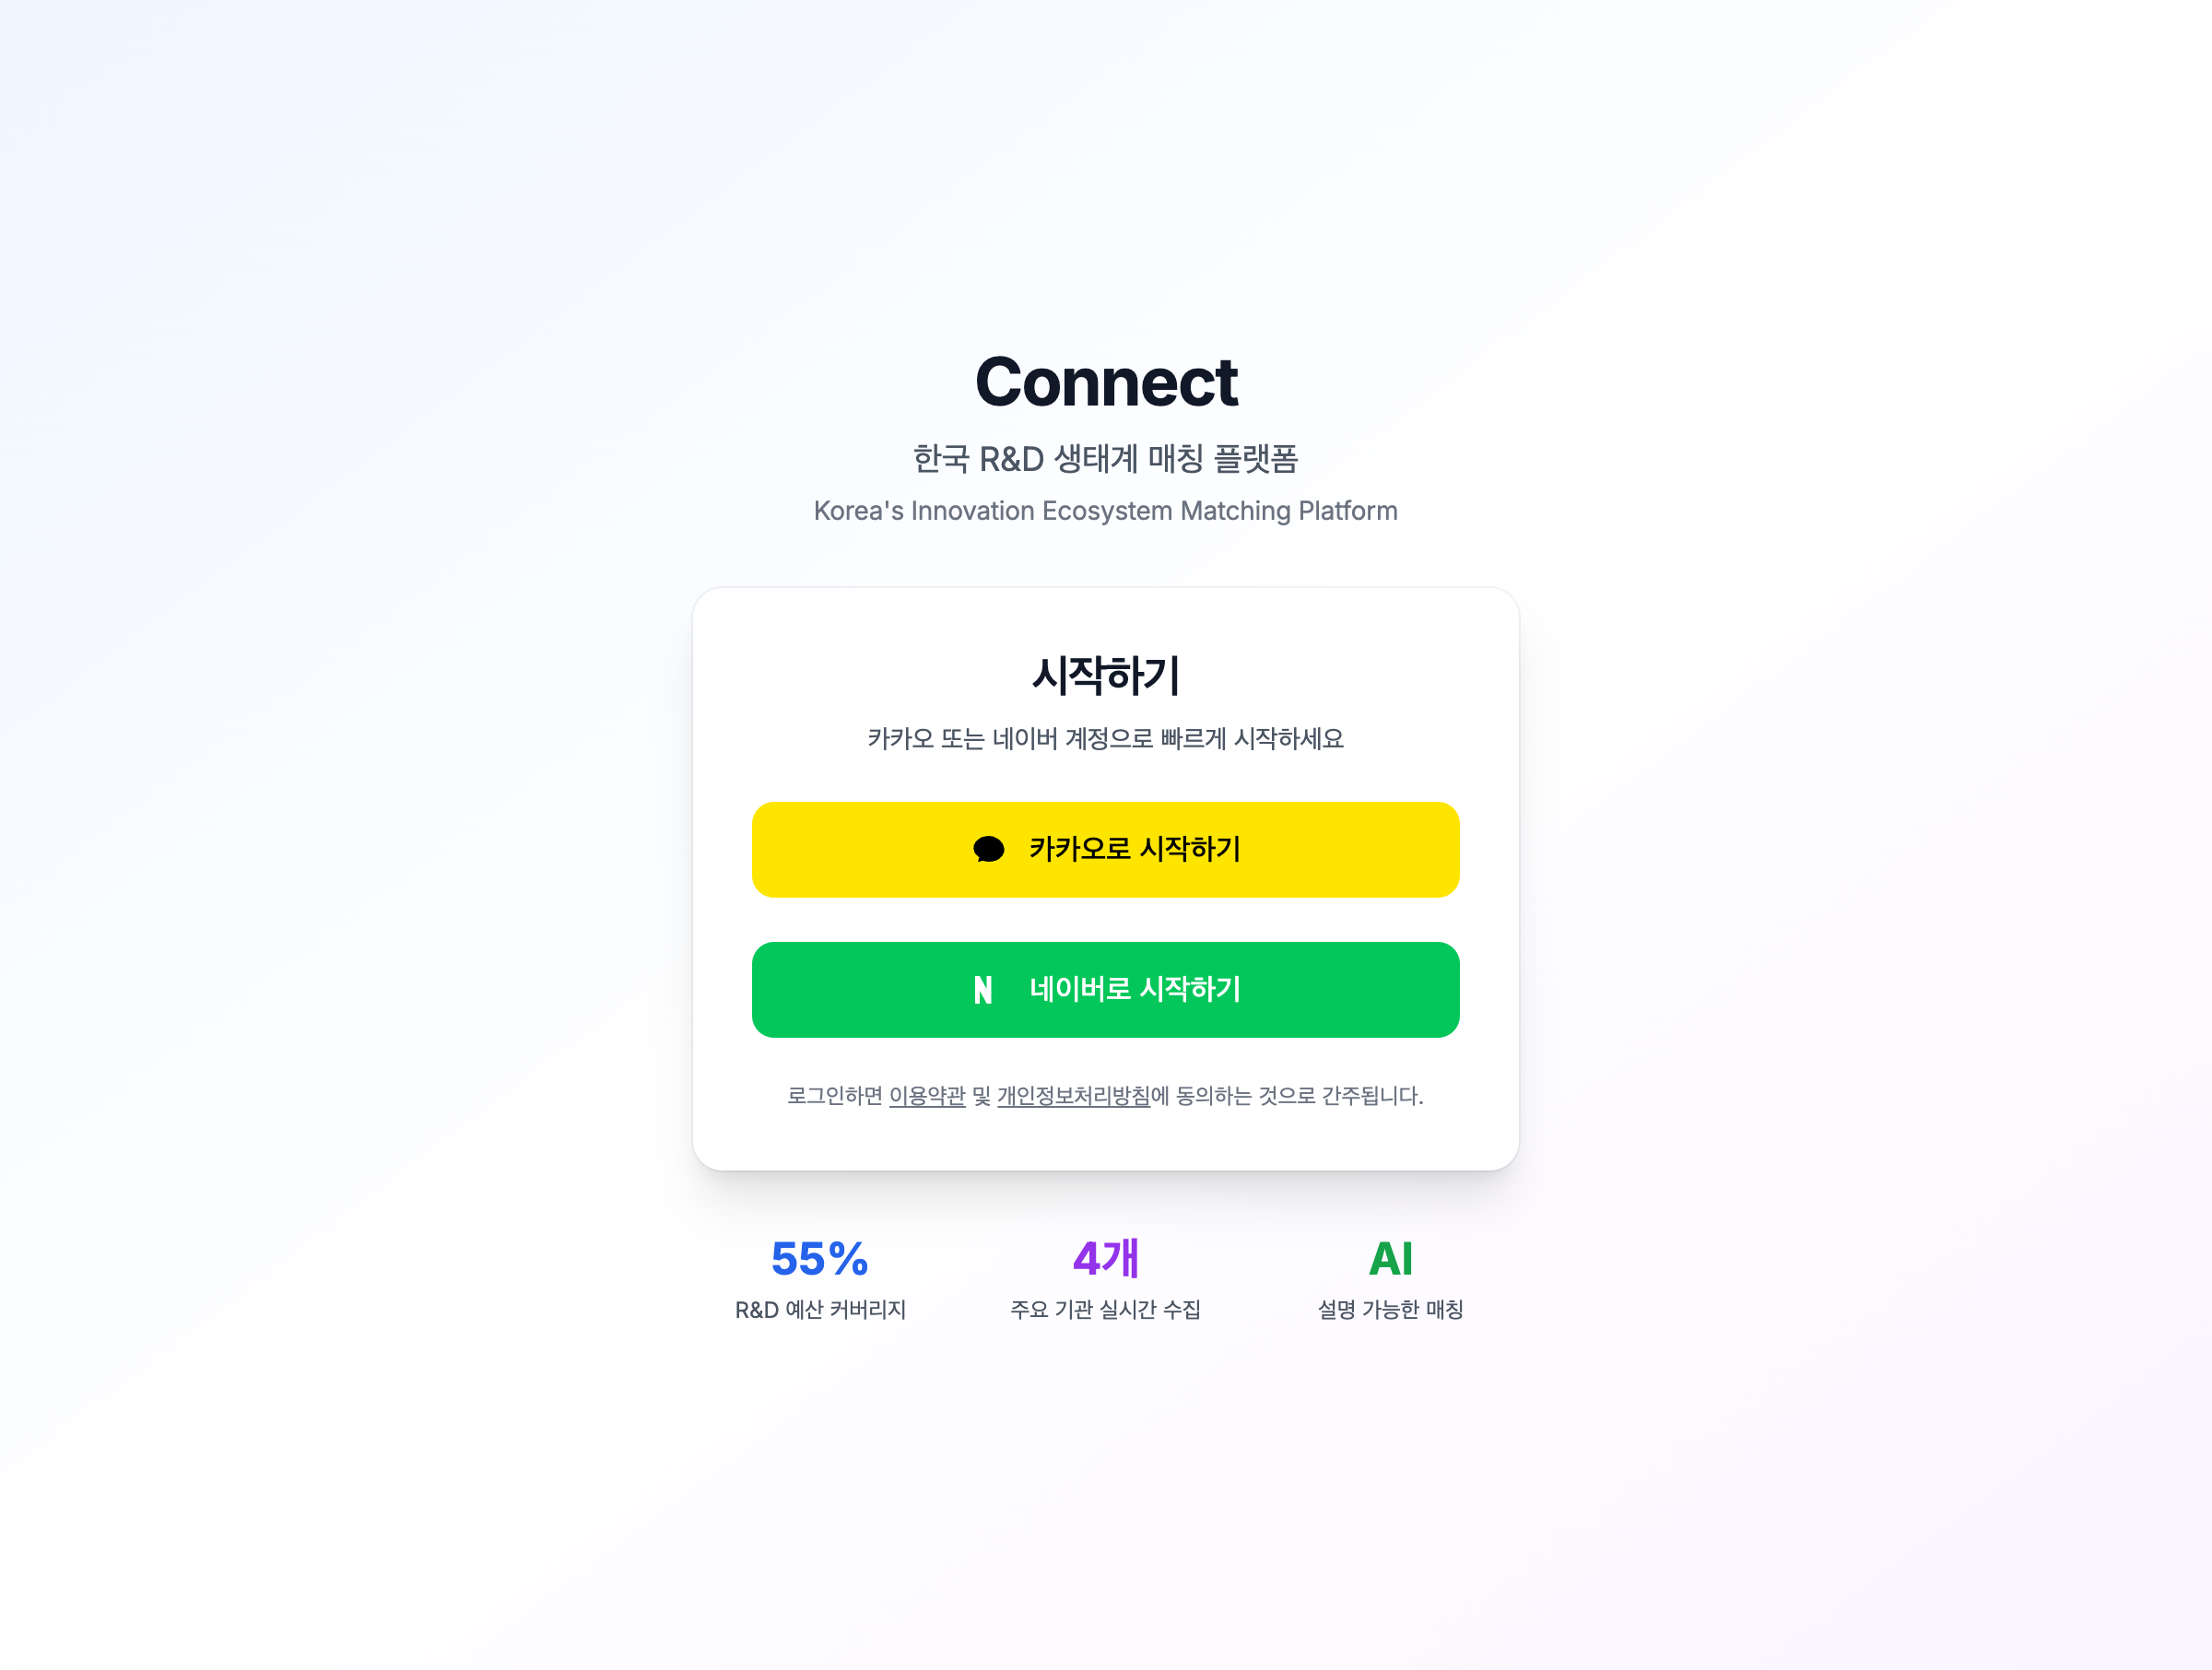 Connect
한국 R&D 생태계 매칭 플랫폼
Korea's Innovation Ecosystem Matching Platform
시작하기
카카오 또는 네이버 계정으로 빠르게 시작하세요
카카오로 시작하기
N 네이버로 시작하기
로그인하면 이용약관 및 개인정보처리방침에 동의하는 것으로 간주됩니다.
55% 4개 AI
R&D 예산 커버리지 주요 기관 실시간 수집 설명 가능한 매칭